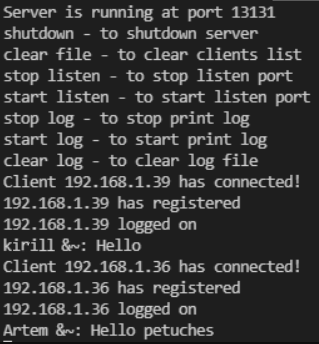 Server is running at port 13131
shutdown - to shutdown server
clear file - to clear clients list
stop listen - to stop listen port
start listen - to start listen port
stop log - to stop print log
start log - to start print log
clear log - to clear log file
Client 192.168.1.39 has connected!
192.168.1.39 has registered
192.168.1.39 logged on
kirill &~: Hello
Client 192.168.1.36 has connected!
192.168.1.36 has registered
192.168.1.36 logged on
Artem &~: Hello petuches